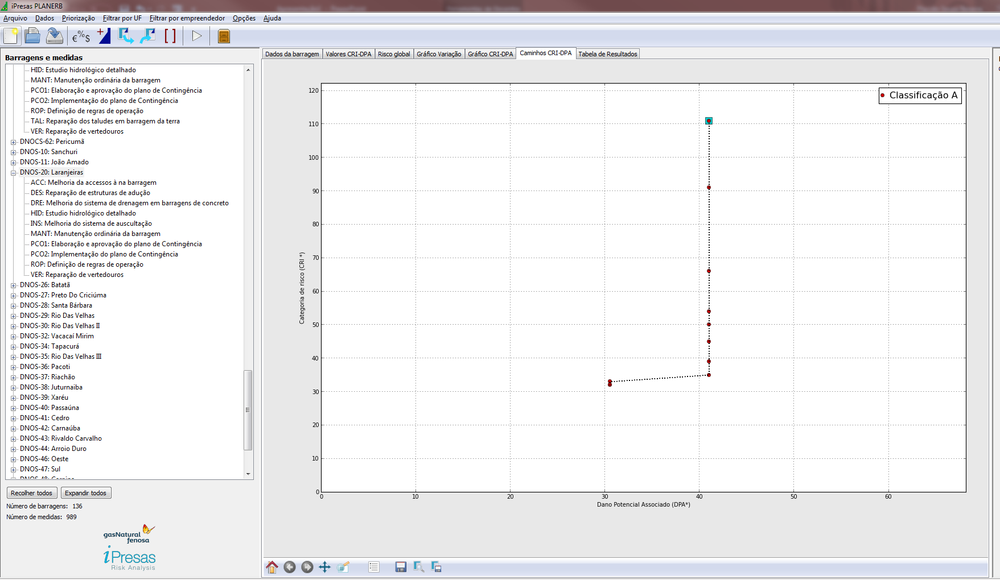 iPresas PLANERB
Arquivo Dados Priorização Filtrar por UF Filtrar por empreendedor Opções Ajuda
€%$
Barragens e medidas
HID: Estudio hidrológico detalhado
MANT: Manutenção ordinária da barragem
PCO1: Elaboração e aprovação do plano de Contingência
PCO2: Implementação do plano de Contingência
ROP: Definição de regras de operação
TAL: Reparação dos taludes em barragem da terra
VER: Reparação de vertedouros
DNOCS-62: Pericumã
DNOS-10: Sanchuri
DNOS-11: João Amado
DNOS-20: Laranjeiras
ACC: Melhoria da accessos à na barragem
DES: Reparação de estruturas de adução
DRE: Melhoria do sistema de drenagem em barragens de concreto
HID: Estudio hidrológico detalhado
INS: Melhoria do sistema de auscultação
MANT: Manutenção ordinária da barragem
PCO1: Elaboração e aprovação do plano de Contingência
PCO2: Implementação do plano de Contingência
ROP: Definição de regras de operação
VER: Reparação de vertedouros
DNOS-26: Batatã
DNOS-27: Preto Do Criciúma
DNOS-28: Santa Bárbara
DNOS-29: Rio Das Velhas
DNOS-30: Rio Das Velhas II
DNOS-32: Vacacaí Mirim
DNOS-34: Tapacurá
DNOS-35: Rio Das Velhas III
DNOS-36: Pacoti
DNOS-37: Riachão
DNOS-38: Juturnaiba
DNOS-39: Xaréu
DNOS-40: Passaúna
DNOS-41: Cedro
DNOS-42: Carnaúba
DNOS-43: Rivaldo Carvalho
DNOS-44: Arroio Duro
DNOS-46: Oeste
DNOS-47: Sul
Recolher todos Expandir todos
Número de barragens: 136
Número de medidas: 989
gasNatural
fenosa
iPresas
Risk Analysis
Dados da barragem Valores CRI-DPA Risco global Gráfico Variação Gráfico CRI-DPA Caminhos CRI-DPA Tabela de Resultados
Classificação A
120
110
100
90
80
70
60
50
40
30
20
10
0
Categoria de risco (CRI *)
0 10 20 30 40 50 60
Dano Potencial Associado (DPA*)